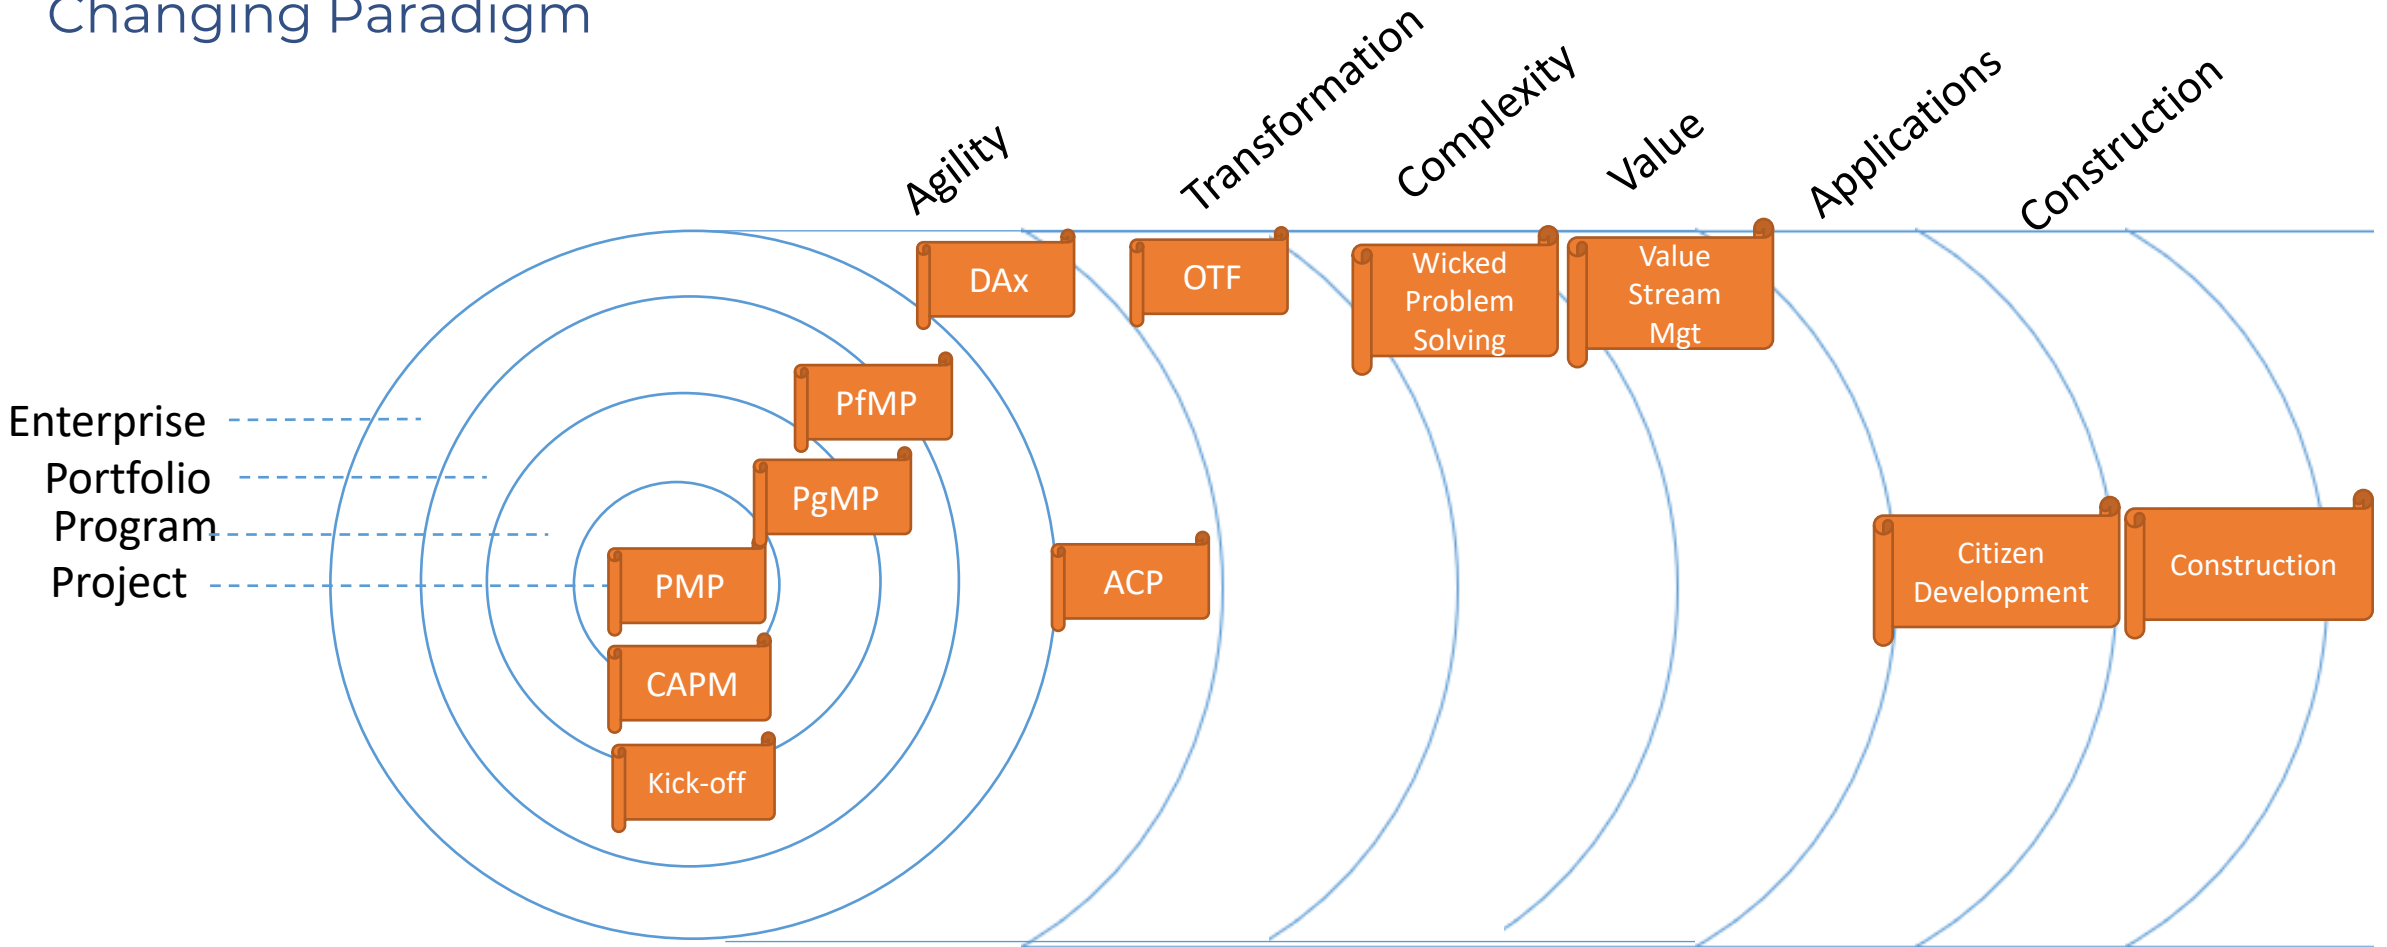 Changing Paradigm
Agility
Transformation
Complexity
Value
Applications
Construction
DAx
OTF
Wicked
Problem
Solving
Value
Stream
Mgt
PfMP
Enterprise
Portfolio
PgMP
Program
Project
PMP
ACP
Citizen
Development
Construction
CAPM
Kick-off